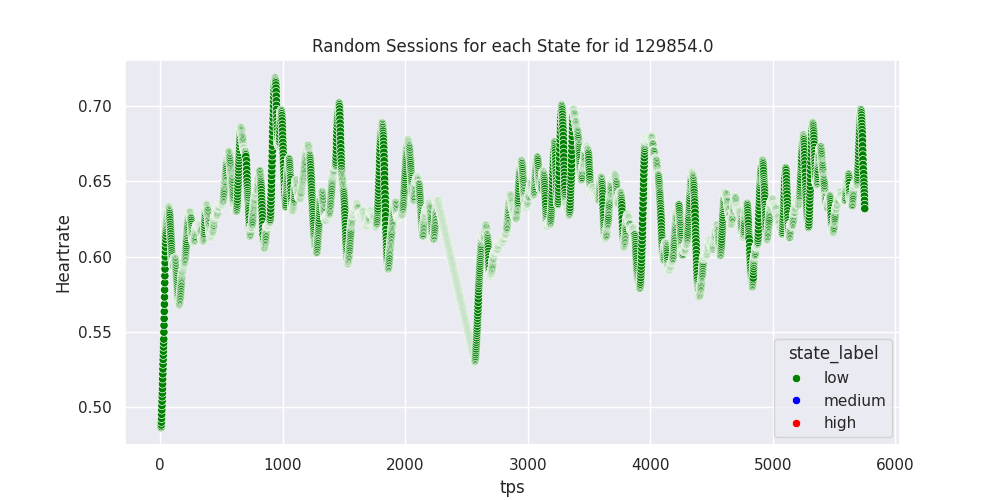 Random Sessions for each State for id 129854.0
Heartrate
0.70
0.65
0.60
0.55
0.50
state_label
low
medium
high
0 1000 2000 3000 4000 5000 6000
tps